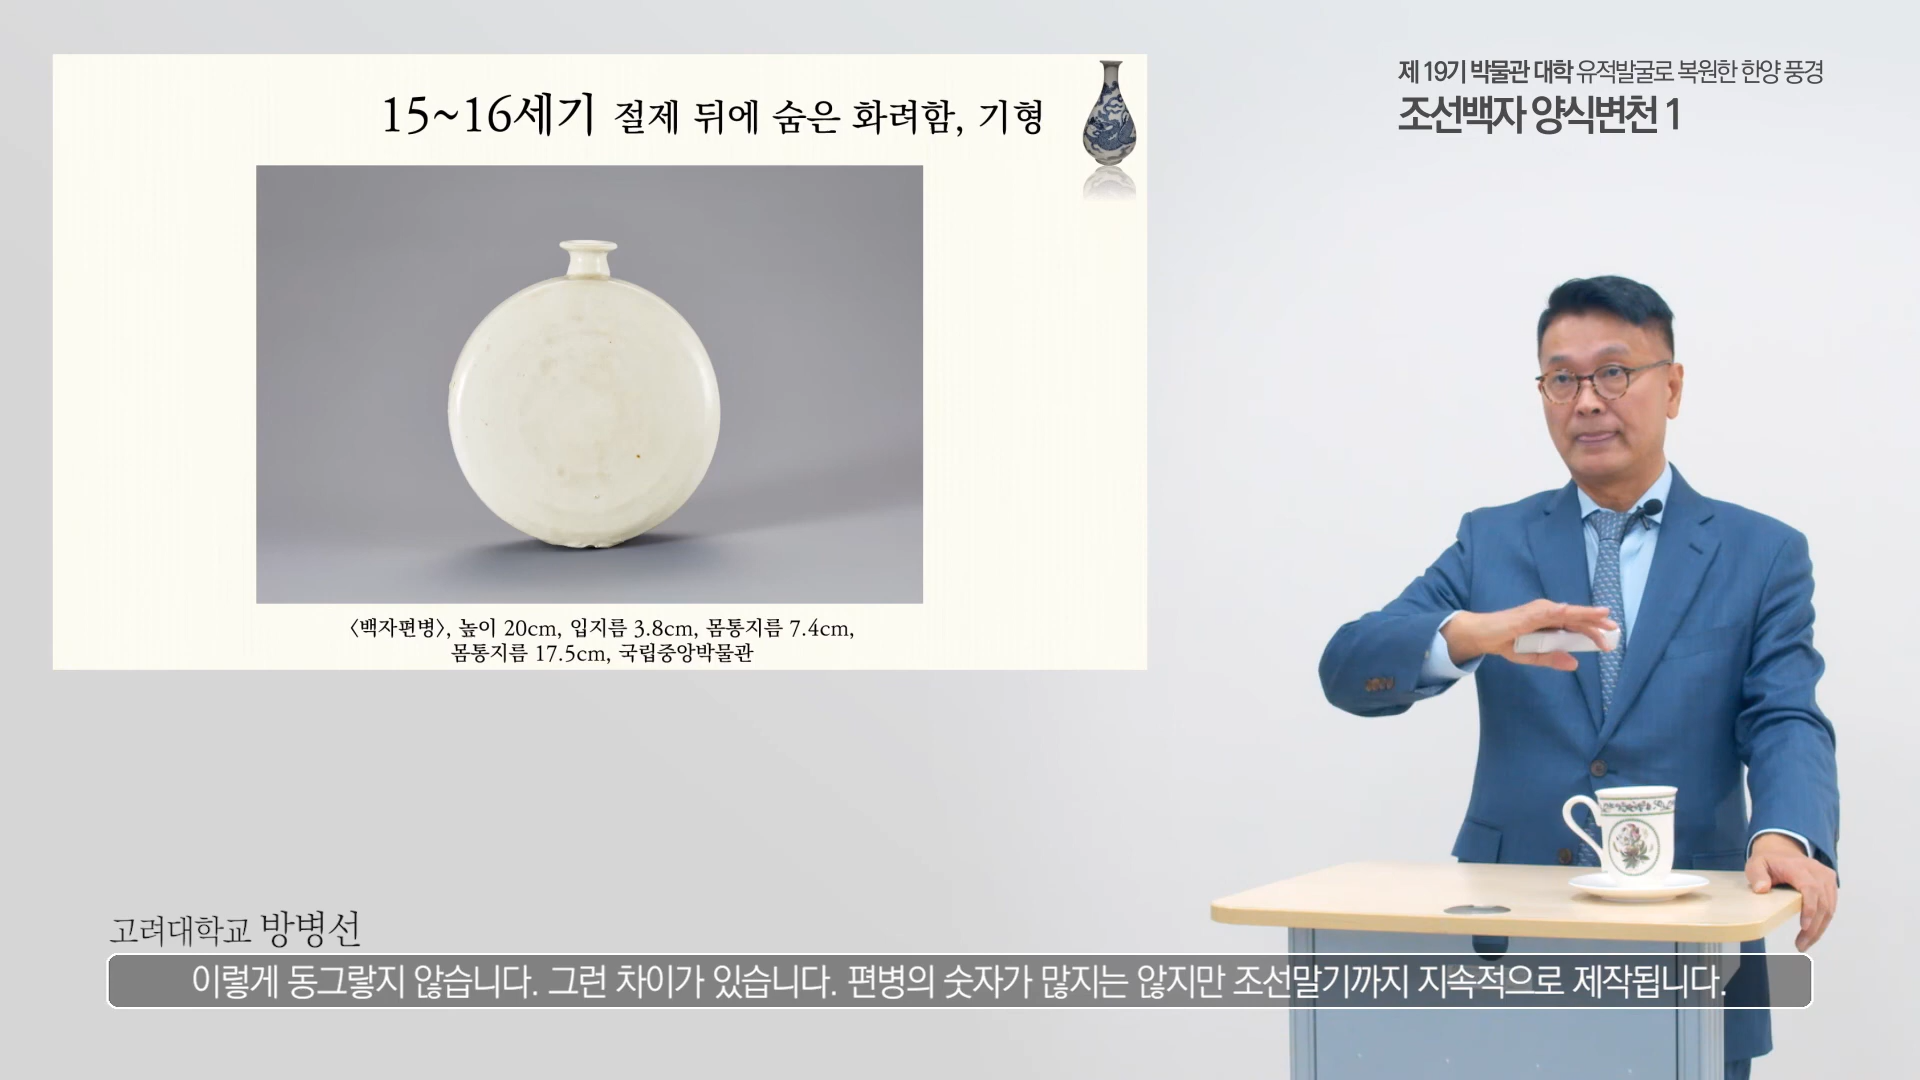 제 19기 박물관 대학 유적발굴로 복원한 한양 풍경
조선백자 양식변천 1
15~16세기 절제 뒤에 숨은 화려함, 기형
〈백자편병〉, 높이 20cm, 입지름 3.8cm, 몸통지름 7.4cm,
몸통지름 17.5cm, 국립중앙박물관
고려대학교 방병선
이렇게 동그랗지 않습니다. 그런 차이가 있습니다. 편병의 숫자가 많지는 않지만 조선말기까지 지속적으로 제작됩니다.